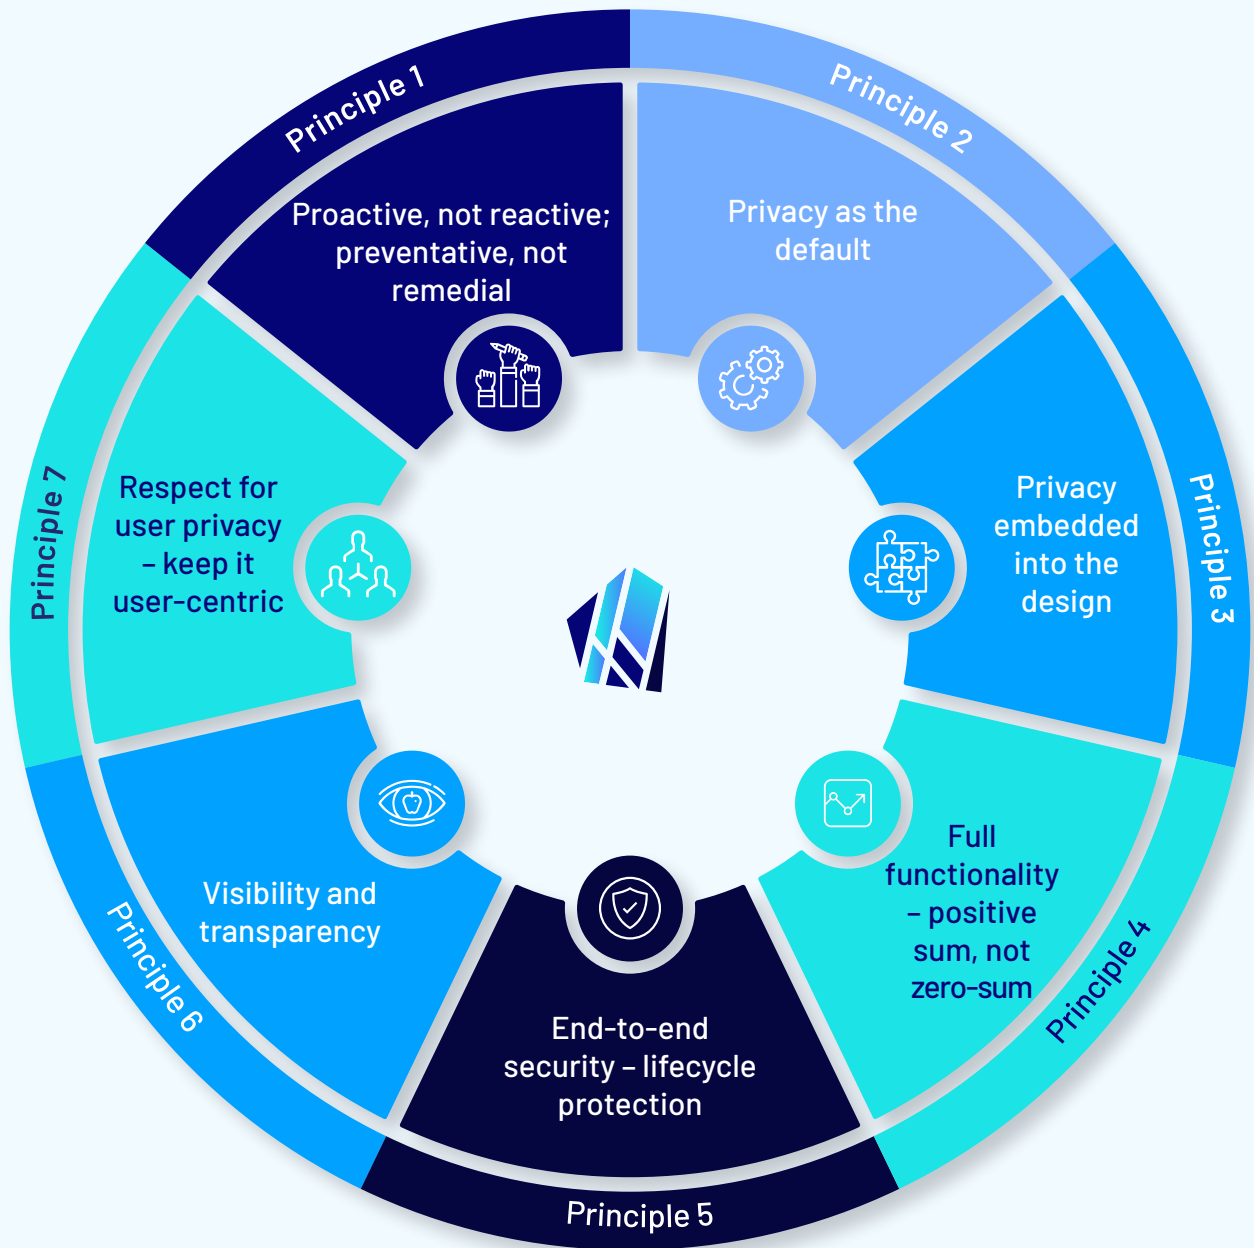 Principle 1
Proactive, not reactive;
preventative, not
remedial
Principle 2
Privacy as the
default
Principle 3
Privacy
embedded
into the
design
Principle 4
Full
functionality
– positive
sum, not
zero-sum
Principle 5
End-to-end
security – lifecycle
protection
Principle 6
Visibility and
transparency
Principle 7
Respect for
user privacy
– keep it
user-centric